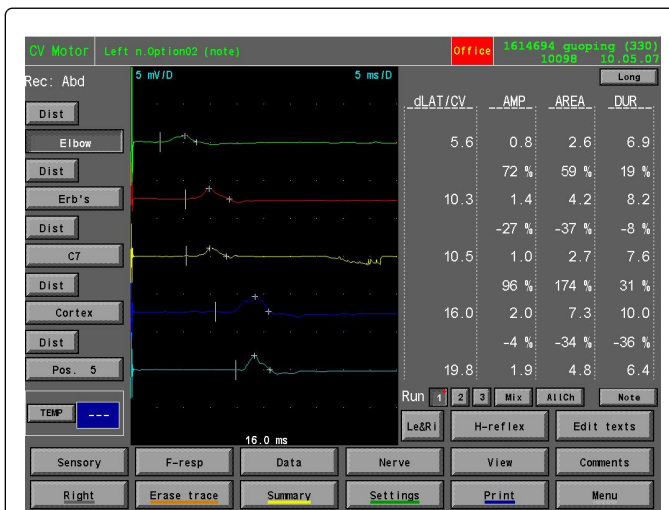 CV Motor Left n.Option02 (note) Office 1614694 guoping (330)
10098 10.05.07
Rec: Abd 5 mV/D 5 ms/D Long
dLAT/CV AMP AREA DUR
Dist
Elbow 5.6 0.8 2.6 6.9
Dist 72 % 59 % 19 %
Erb's 10.3 1.4 4.2 8.2
Dist -27 % -37 % -8 %
C7 10.5 1.0 2.7 7.6
Dist 96 % 174 % 31 %
Cortex 16.0 2.0 7.3 10.0
Dist -4 % -34 % -36 %
Pos. 5 19.8 1.9 4.8 6.4
Run 1 2 3 Mix AllCh Note
TEMP ---
Le&Ri H-reflex Edit texts
16.0 ms
Sensory F-resp Data Nerve View Comments
Right Erase trace Summary Settings Print Menu